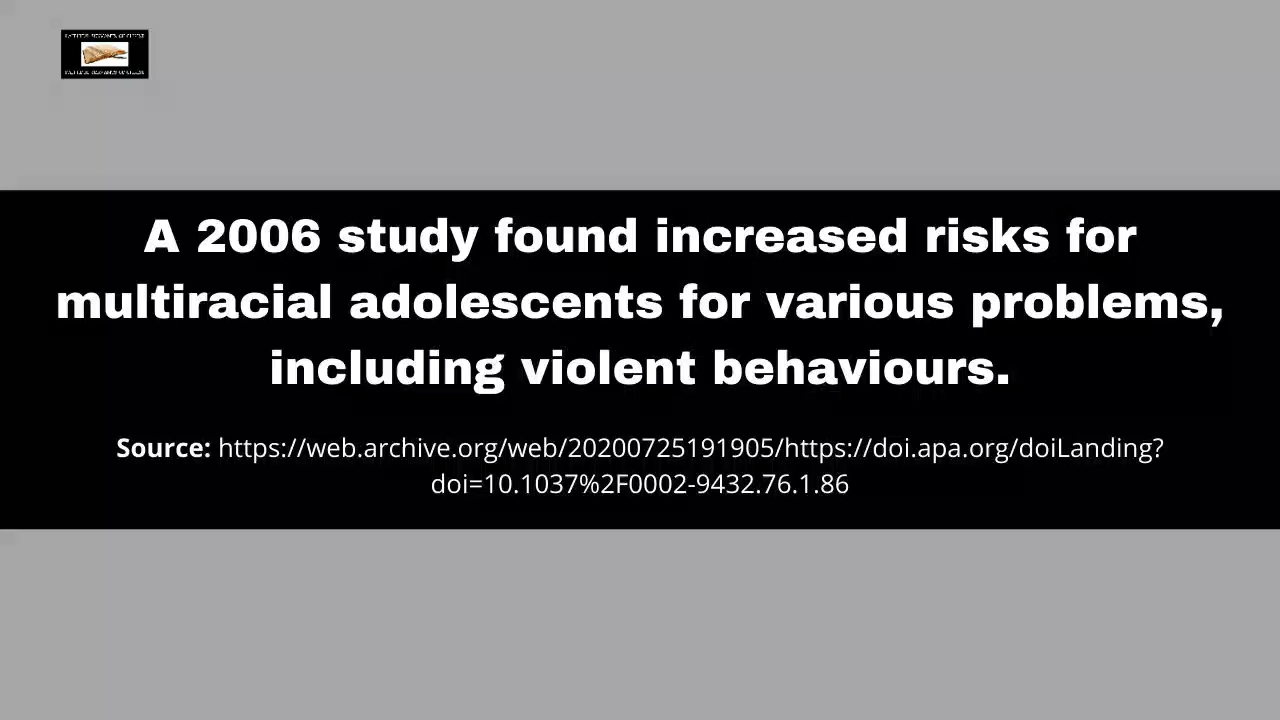 A 2006 study found increased risks for
multiracial adolescents for various problems,
including violent behaviours.
Source: https://web.archive.org/web/20200725191905/https://doi.apa.org/doiLanding?
doi=10.1037%2F0002-9432.76.1.86